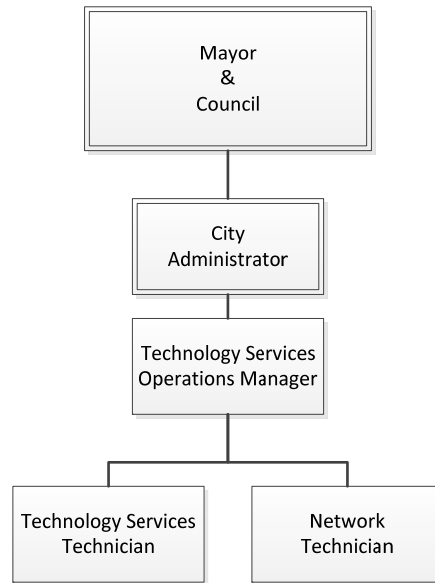 Mayor
&
Council
City
Administrator
Technology Services
Operations Manager
Technology Services
Technician
Network
Technician